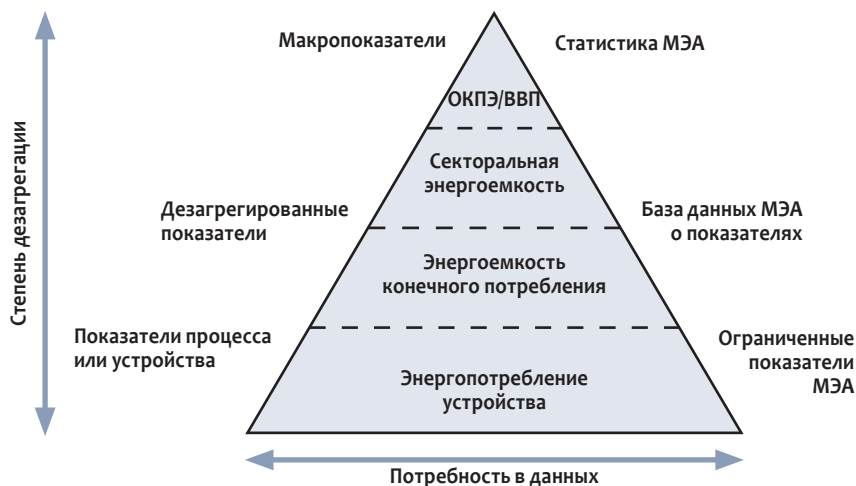 Макропоказатели
Статистика МЭА
ОКПЭ/ВВП
Секторальная
энергоемкость
Дезагрегированные
показатели
База данных МЭА
о показателях
Энергоемкость
конечного потребления
Показатели процесса
или устройства
Ограниченные
показатели
МЭА
Энергопотребление
устройства
Степень дезагрегации
Потребность в данных